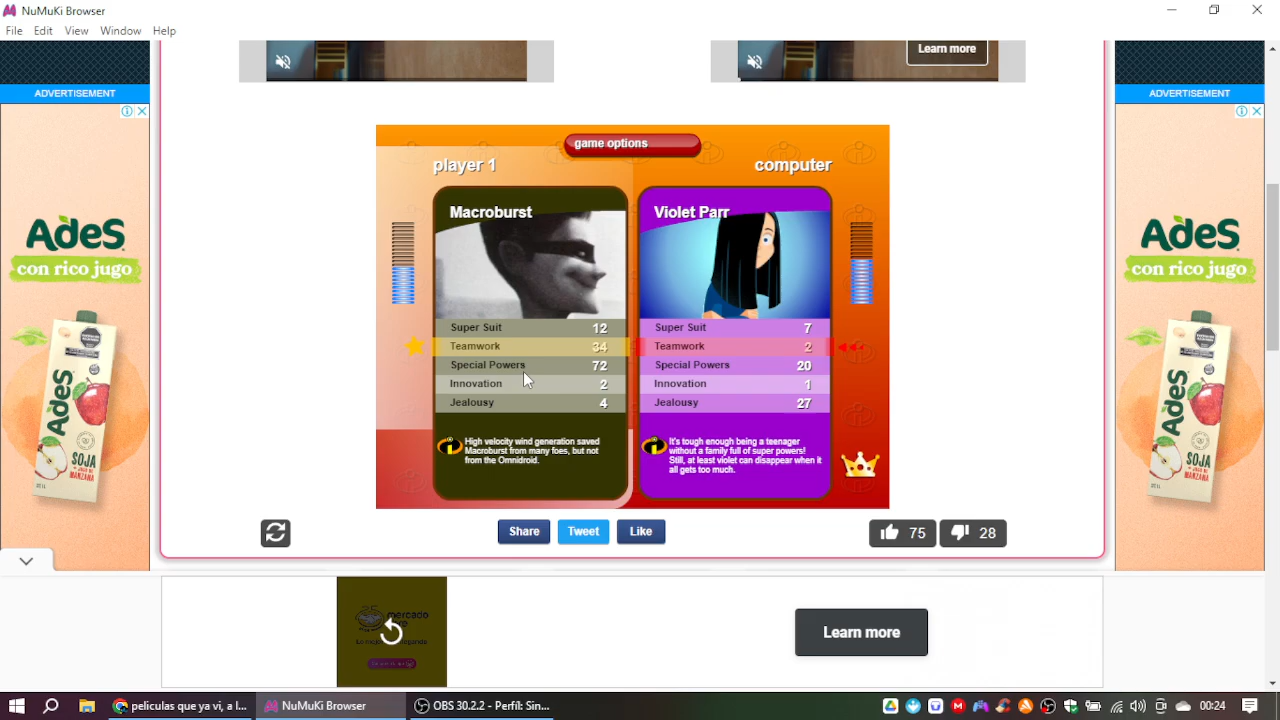 NuMuKi Browser
File Edit View Window Help
Learn more
ADVERTISEMENT
ADVERTISEMENT
game options
player 1
computer
Macroburst
Violet Parr
Super Suit 12
Super Suit 7
Teamwork 34
Teamwork 2
Special Powers 72
Special Powers 20
Innovation 2
Innovation 1
Jealousy 4
Jealousy 27
High velocity wind generation saved
Macroburst from many foes, but not
from the Omnidroid.
It's tough enough being a teenager
without a family full of super powers!
Still, at least violet can disappear when it
all gets too much.
AdeS
con rico jugo
AdeS
SOJA
AdeS
con rico jugo
AdeS
SOJA
Share
Tweet
Like
75
28
mercado
Learn more
peliculas que ya vi, a l...
NuMuKi Browser
OBS 30.2.2 - Perfil: Sin...
00:24